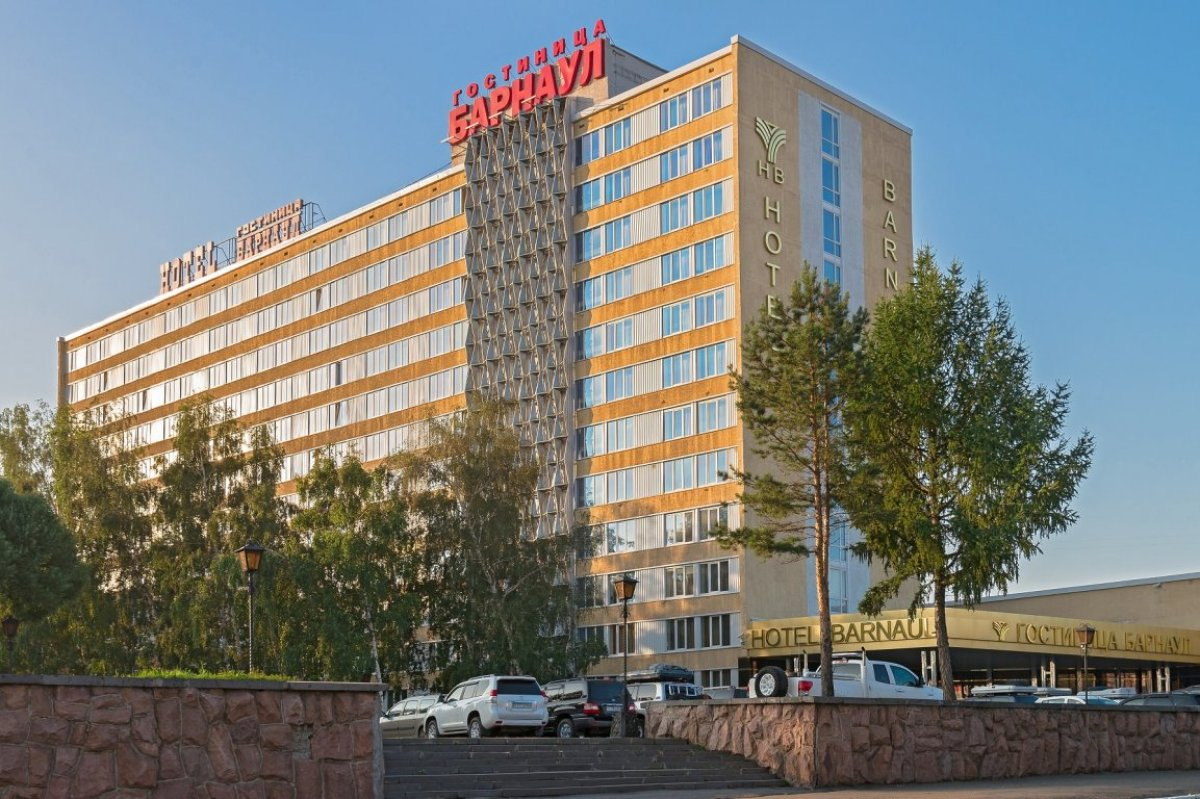 ГОСТИНИЦА
БАРНАУЛ
HOTEL
ГОСТИНИЦА
БАРНАУЛ
HB
HOTEL
BARN
HOTEL BARNAUL
ГОСТИНИЦА БАРНАУЛ